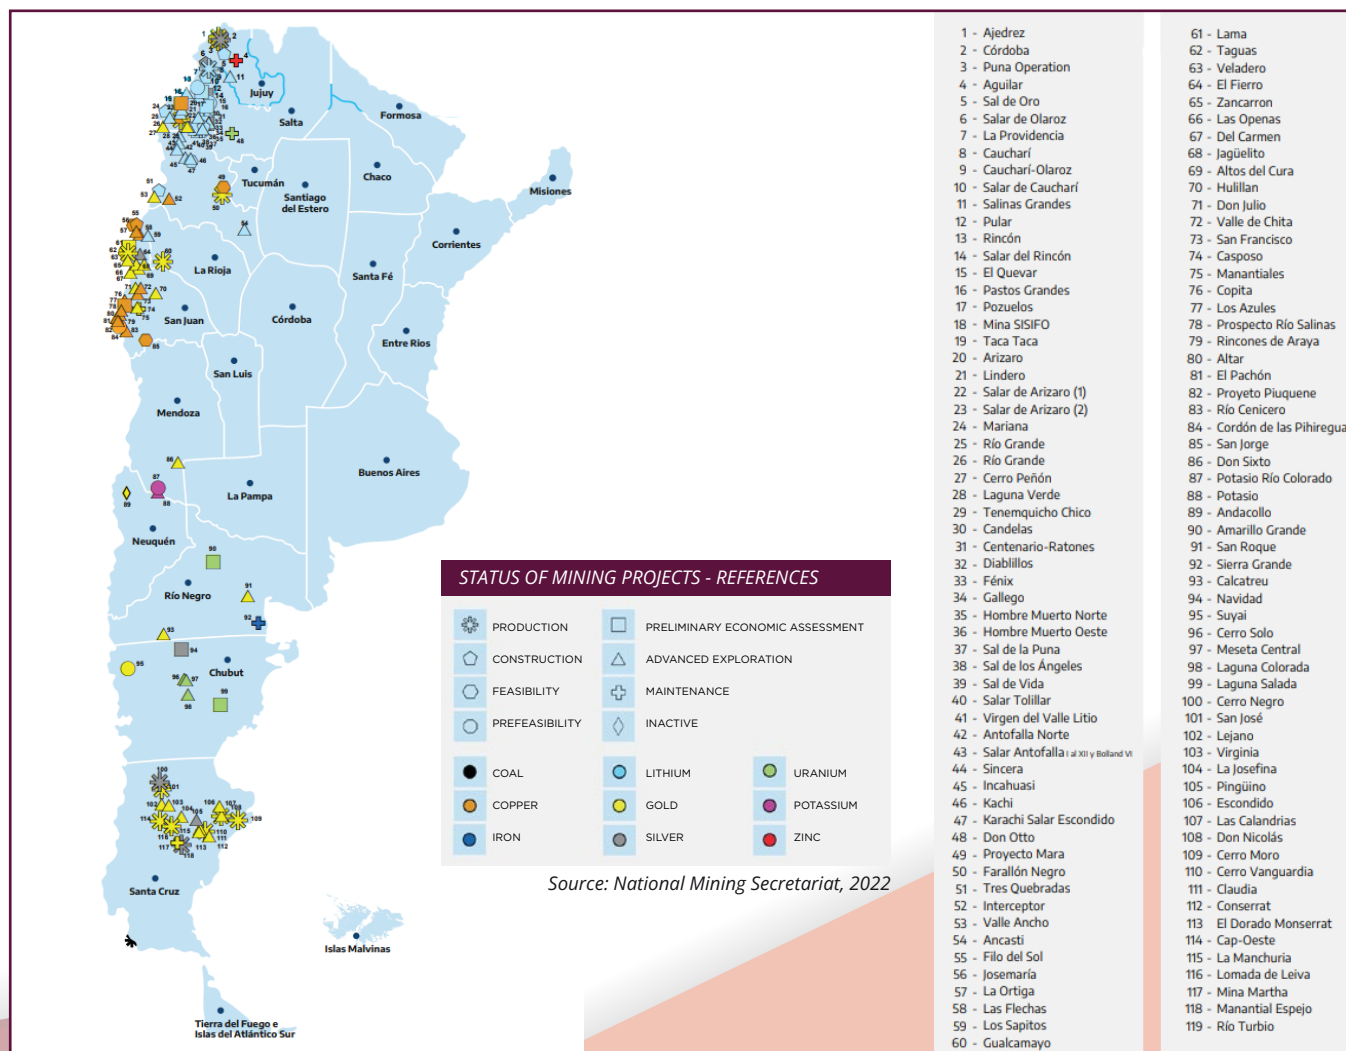 Jujuy
Salta
Formosa
Chaco
Misiones
Tucumán
Santiago
del Estero
Corrientes
La Rioja
Santa Fé
Córdoba
San Juan
Entre Rios
San Luis
Mendoza
Buenos Aires
La Pampa
Neuquén
Río Negro
Chubut
Santa Cruz
Islas Malvinas
Tierra del Fuego e
Islas del Atlántico Sur
STATUS OF MINING PROJECTS - REFERENCES
PRODUCTION
CONSTRUCTION
FEASIBILITY
PREFEASIBILITY
PRELIMINARY ECONOMIC ASSESSMENT
ADVANCED EXPLORATION
MAINTENANCE
INACTIVE
COAL
COPPER
IRON
LITHIUM
GOLD
SILVER
URANIUM
POTASSIUM
ZINC
Source: National Mining Secretariat, 2022
1 - Ajedrez
2 - Córdoba
3 - Puna Operation
4 - Aguilar
5 - Sal de Oro
6 - Salar de Olaroz
7 - La Providencia
8 - Caucharí
9 - Caucharí-Olaroz
10 - Salar de Caucharí
11 - Salinas Grandes
12 - Pular
13 - Rincón
14 - Salar del Rincón
15 - El Quevar
16 - Pastos Grandes
17 - Pozuelos
18 - Mina SISIFO
19 - Taca Taca
20 - Arizaro
21 - Lindero
22 - Salar de Arizaro (1)
23 - Salar de Arizaro (2)
24 - Mariana
25 - Río Grande
26 - Río Grande
27 - Cerro Peñón
28 - Laguna Verde
29 - Tenemquicho Chico
30 - Candelas
31 - Centenario-Ratones
32 - Diablillos
33 - Fénix
34 - Gallego
35 - Hombre Muerto Norte
36 - Hombre Muerto Oeste
37 - Sal de la Puna
38 - Sal de los Ángeles
39 - Sal de Vida
40 - Salar Tolillar
41 - Virgen del Valle Litio
42 - Antofalla Norte
43 - Salar Antofalla I al XII y Bolland VI
44 - Sincera
45 - Incahuasi
46 - Kachi
47 - Karachi Salar Escondido
48 - Don Otto
49 - Proyecto Mara
50 - Farallón Negro
51 - Tres Quebradas
52 - Interceptor
53 - Valle Ancho
54 - Ancasti
55 - Filo del Sol
56 - Josemaría
57 - La Ortiga
58 - Las Flechas
59 - Los Sapitos
60 - Gualcamayo
61 - Lama
62 - Taguas
63 - Veladero
64 - El Fierro
65 - Zancarron
66 - Las Openas
67 - Del Carmen
68 - Jagüelito
69 - Altos del Cura
70 - Hulillan
71 - Don Julio
72 - Valle de Chita
73 - San Francisco
74 - Casposo
75 - Manantiales
76 - Copita
77 - Los Azules
78 - Prospecto Río Salinas
79 - Rincones de Araya
80 - Altar
81 - El Pachón
82 - Proyeto Piuquene
83 - Río Cenicero
84 - Cordón de las Pihiregua
85 - San Jorge
86 - Don Sixto
87 - Potasio Río Colorado
88 - Potasio
89 - Andacollo
90 - Amarillo Grande
91 - San Roque
92 - Sierra Grande
93 - Calcatreu
94 - Navidad
95 - Suyai
96 - Cerro Solo
97 - Meseta Central
98 - Laguna Colorada
99 - Laguna Salada
100 - Cerro Negro
101 - San José
102 - Lejano
103 - Virginia
104 - La Josefina
105 - Pingüino
106 - Escondido
107 - Las Calandrias
108 - Don Nicolás
109 - Cerro Moro
110 - Cerro Vanguardia
111 - Claudia
112 - Conserrat
113 El Dorado Monserrat
114 - Cap-Oeste
115 - La Manchuria
116 - Lomada de Leiva
117 - Mina Martha
118 - Manantial Espejo
119 - Río Turbio